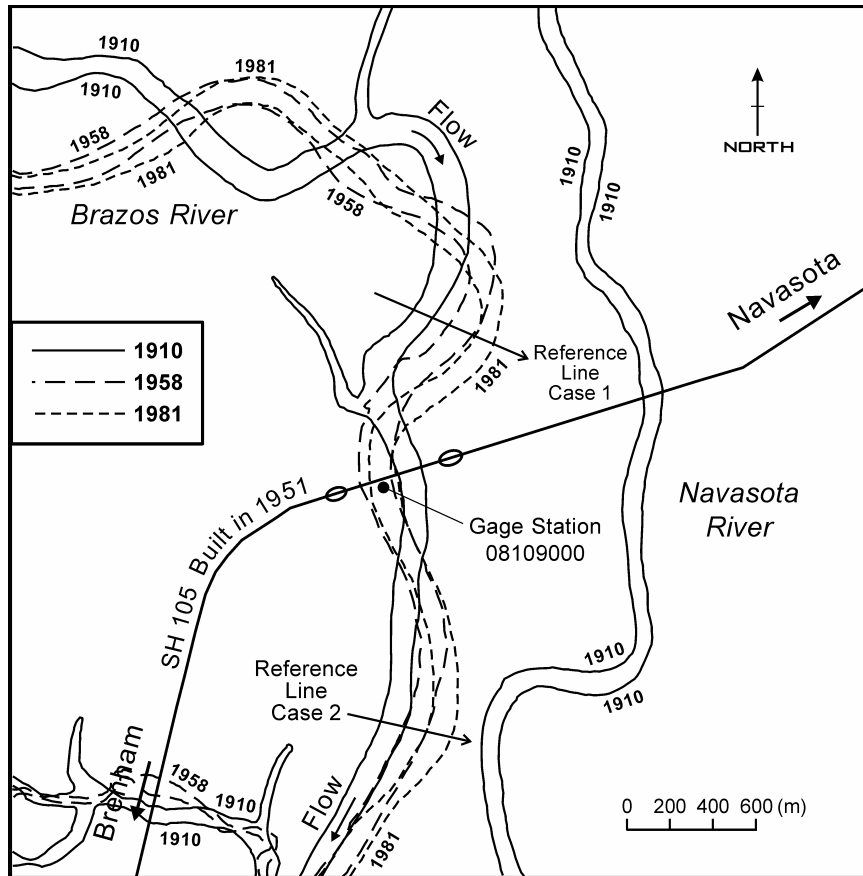 1910
1910
1981
1958
1981
1958
Flow
Brazos River
1910
1910
NORTH
Navasota
1910
1958
1981
Reference
Line
Case 1
1981
SH 105 Built in 1951
Gage Station
08109000
Navasota
River
Reference
Line
Case 2
1910
1910
Brenham
1958
1910
1910
Flow
1981
0 200 400 600 (m)